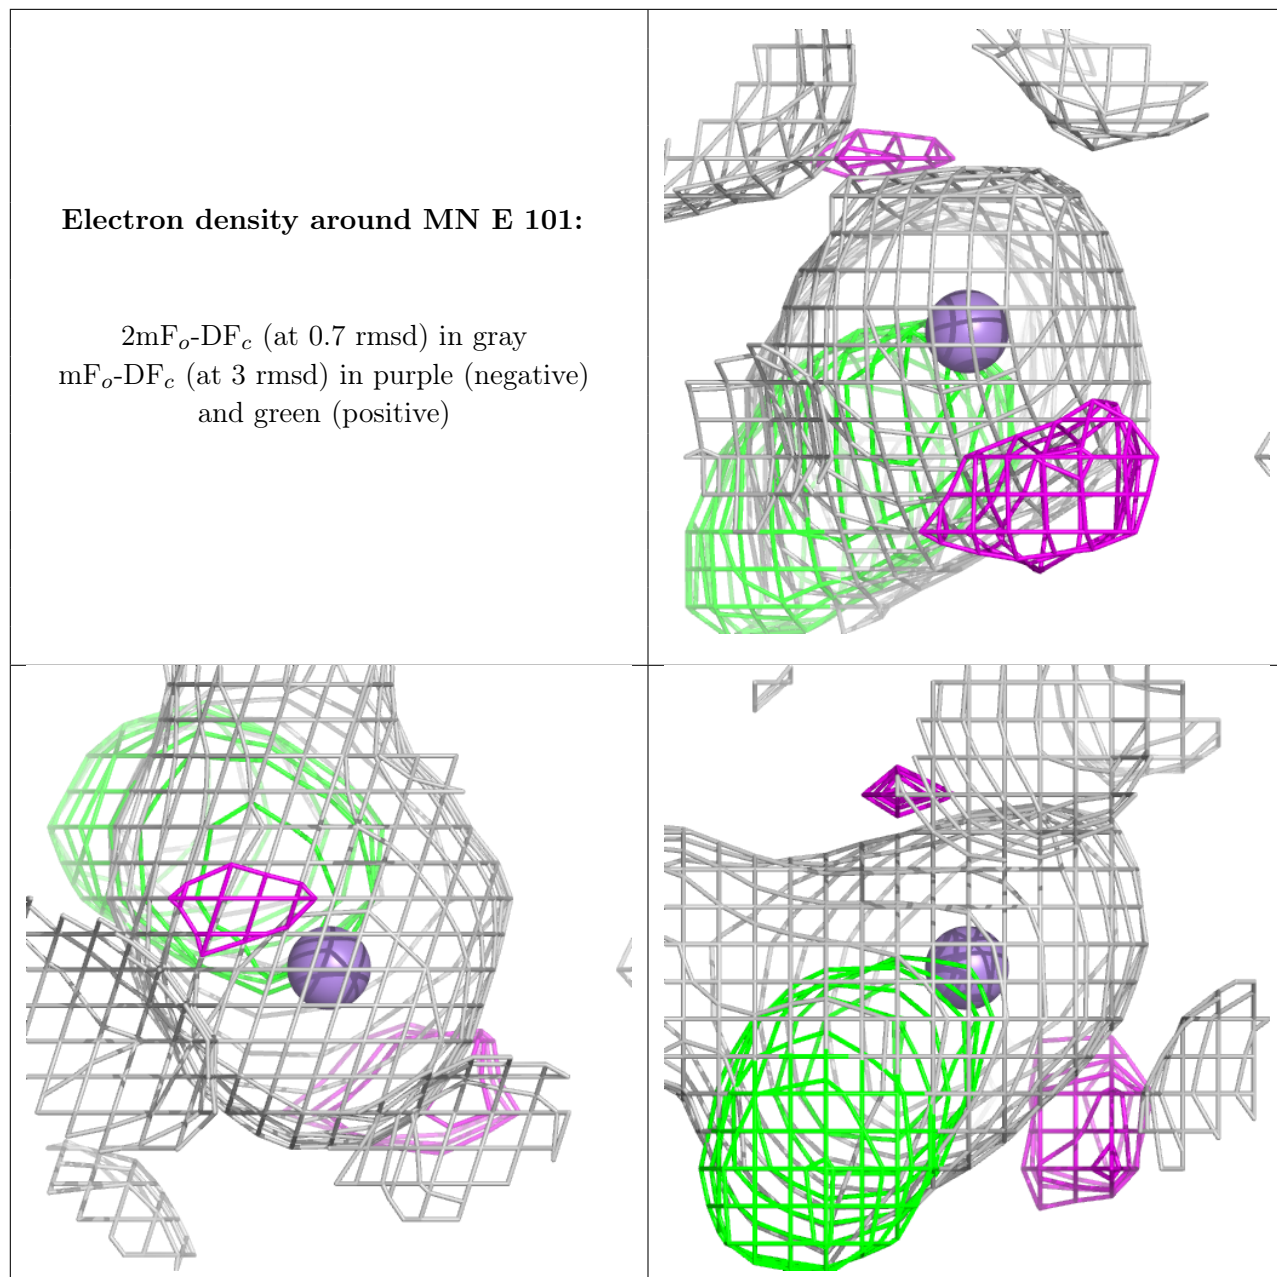 Electron density around MN E 101:
2mFo-DFc (at 0.7 rmsd) in gray
mFo-DFc (at 3 rmsd) in purple (negative)
and green (positive)